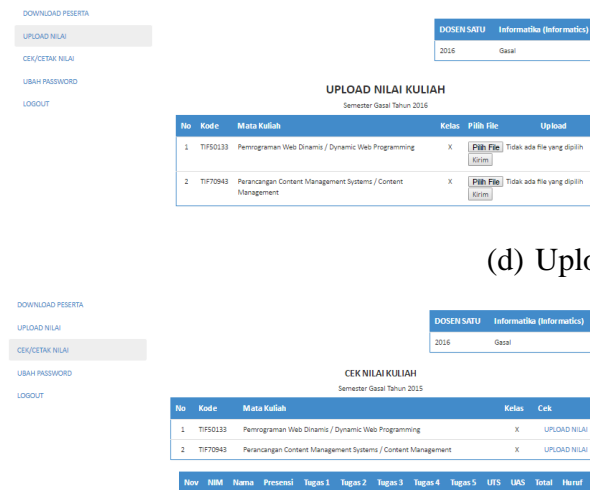 DOWNLOAD PESERTA
UPLOAD NILAI
CEK/CETAK NILAI
UBAH PASSWORD
LOGOUT
DOSEN SATU Informatika (Informatics)
2016 Gasal
UPLOAD NILAI KULIAH
Semester Gasal Tahun 2016
No Kode Mata Kuliah Kelas Pilih File Upload
1 TIF50133 Pemrograman Web Dinamis / Dynamic Web Programming X Pilih File Tidak ada file yang dipilih
Kirim
2 TIF70943 Perancangan Content Management Systems / Content X Pilih File Tidak ada file yang dipilih
Management Kirim
(d) Uplo
DOWNLOAD PESERTA
UPLOAD NILAI
CEK/CETAK NILAI
UBAH PASSWORD
LOGOUT
DOSEN SATU Informatika (Informatics)
2016 Gasal
CEK NILAI KULIAH
Semester Gasal Tahun 2015
No Kode Mata Kuliah Kelas Cek
1 TIF50133 Pemrograman Web Dinamis / Dynamic Web Programming X UPLOAD NILAI
2 TIF70943 Perancangan Content Management Systems / Content Management X UPLOAD NILAI
Nov NIM Nama Presensi Tugas 1 Tugas 2 Tugas 3 Tugas 4 Tugas 5 UTS UAS Total Huruf